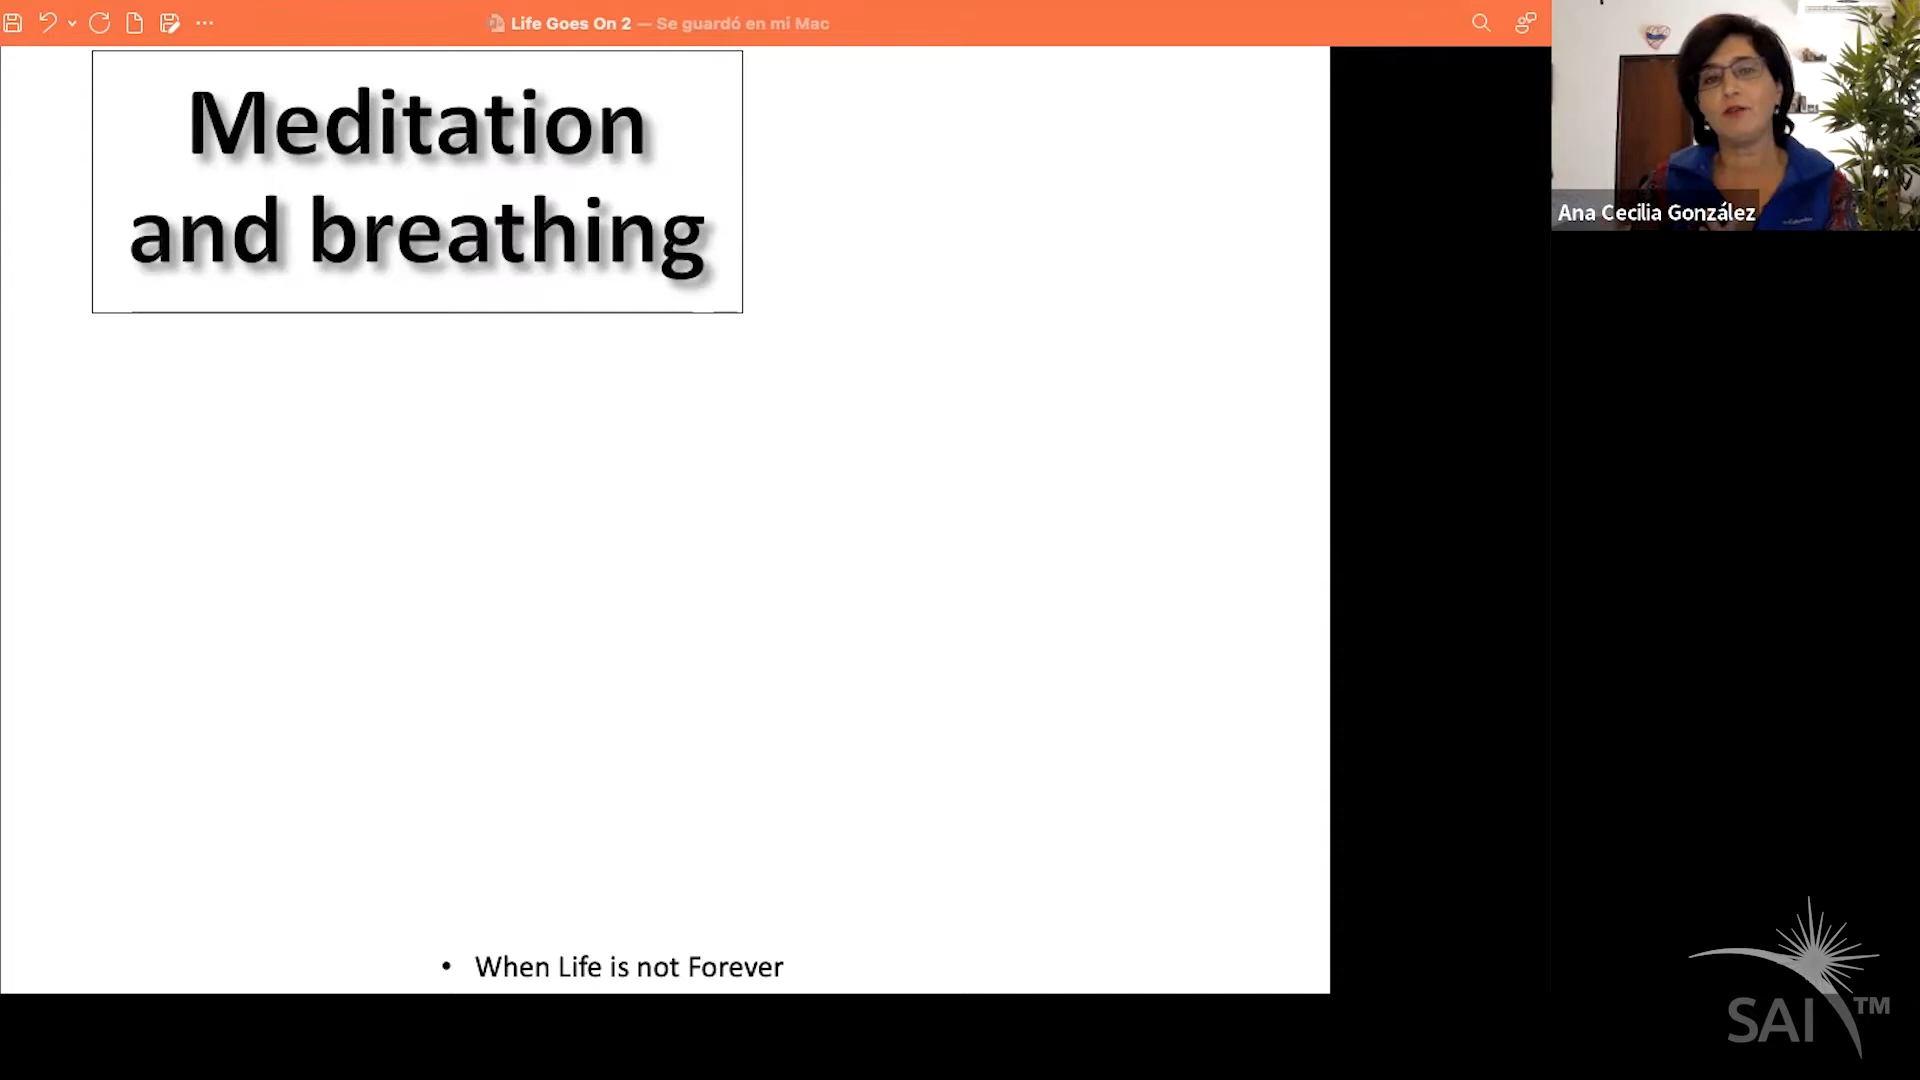 Life Goes On 2 — Se guardó en mi Mac
Meditation
and breathing
Ana Cecilia González
• When Life is not Forever
SAI™